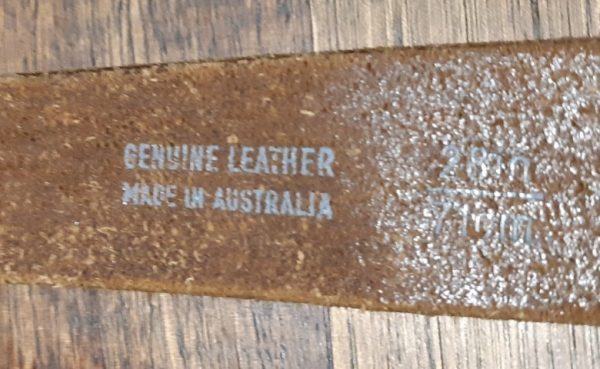 GENUINE LEATHER
MADE IN AUSTRALIA
28in
71cm